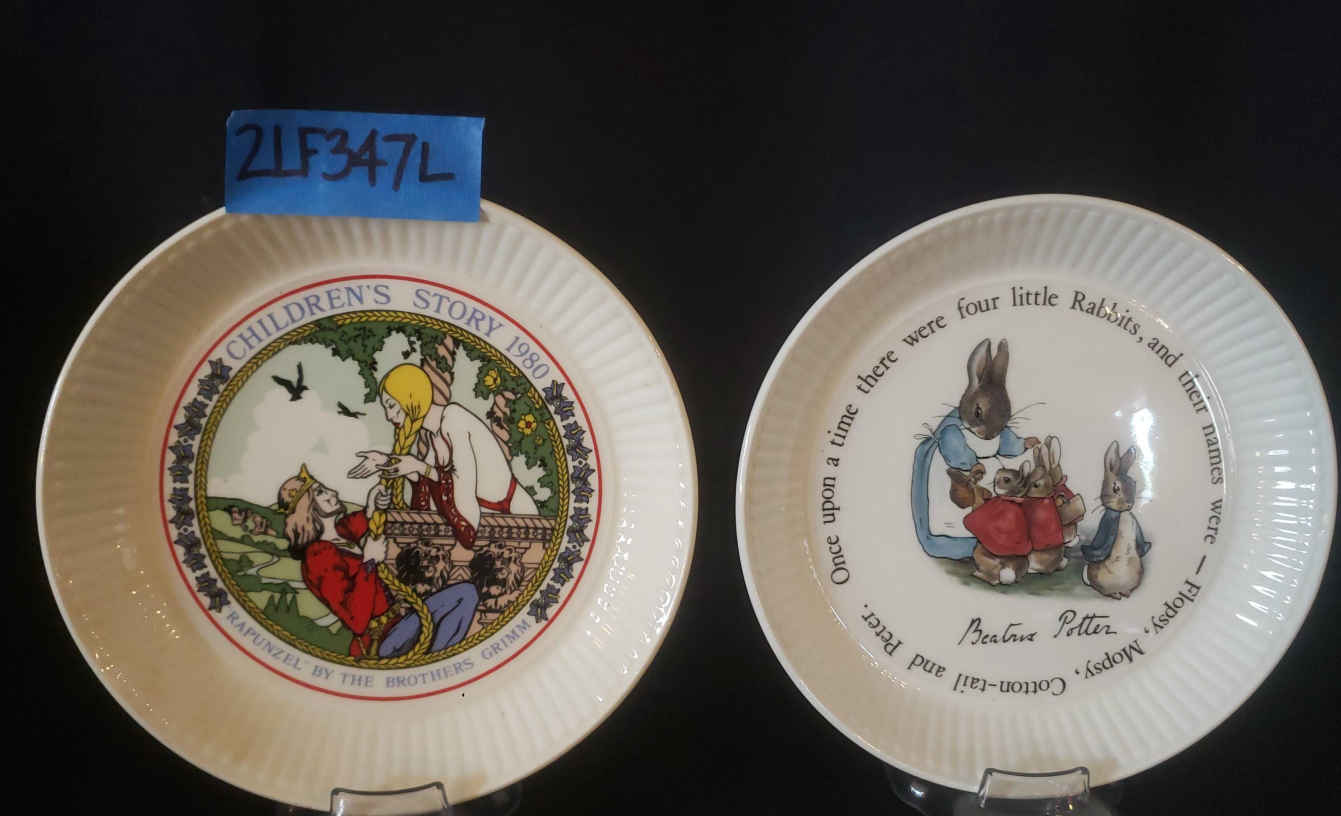 2LF347L
CHILDREN'S STORY 1980
RAPUNZEL" BY THE BROTHERS GRIMM
Once upon a time there were four little Rabbits, and their names were – Flopsy, Mopsy, Cotton-tail and Peter.
Beatrix Potter